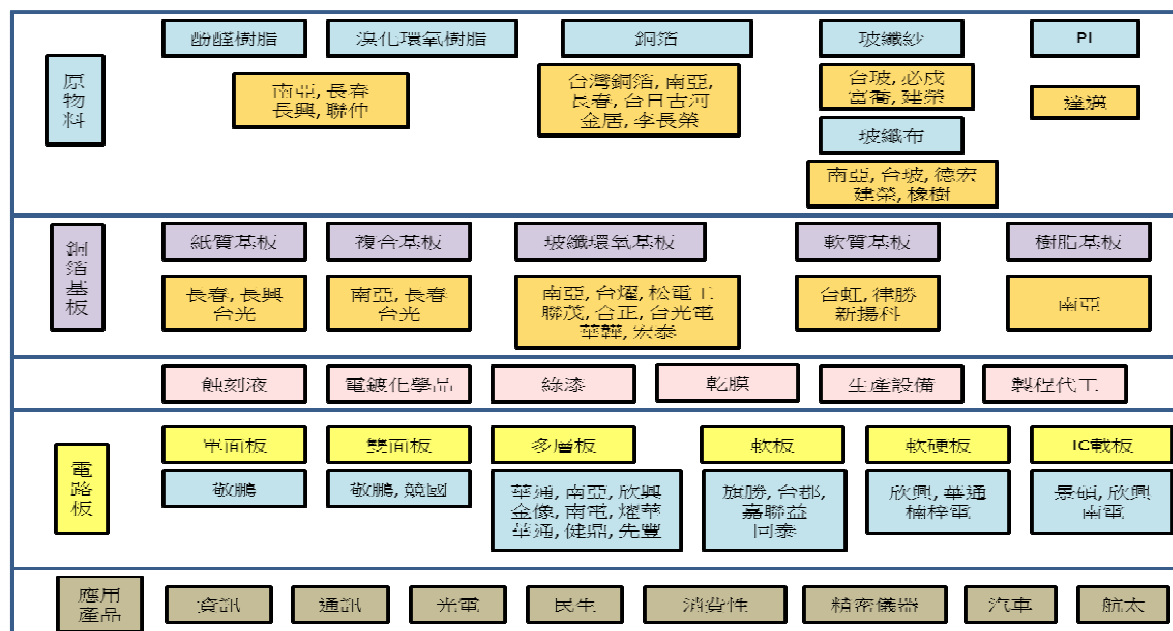 原物料
酚醛樹脂
溴化環氧樹脂
銅箔
玻纖紗
PI
南亞, 長春
長興, 聯仲
台灣銅箔, 南亞,
長春, 台日古河
金居, 李長榮
台玻, 必成
富喬, 建榮
達邁
玻纖布
南亞, 台玻, 德宏
建榮, 橡樹
銅箔基板
紙質基板
複合基板
玻纖環氧基板
軟質基板
樹脂基板
長春, 長興
台光
南亞, 長春
台光
南亞, 台燿, 松電工
聯茂, 合正, 台光電
華韡, 宏泰
台虹, 律勝
新揚科
南亞
蝕刻液
電鍍化學品
綠漆
乾膜
生產設備
製程代工
電路板
單面板
雙面板
多層板
軟板
軟硬板
IC載板
敬鵬
敬鵬, 競國
華通, 南亞, 欣興
金像, 南電, 燿華
華通, 健鼎, 先豐
旗勝, 台郡,
嘉聯益
同泰
欣興, 華通
楠梓電
景碩, 欣興
南電
應用
產品
資訊
通訊
光電
民生
消費性
精密儀器
汽車
航太